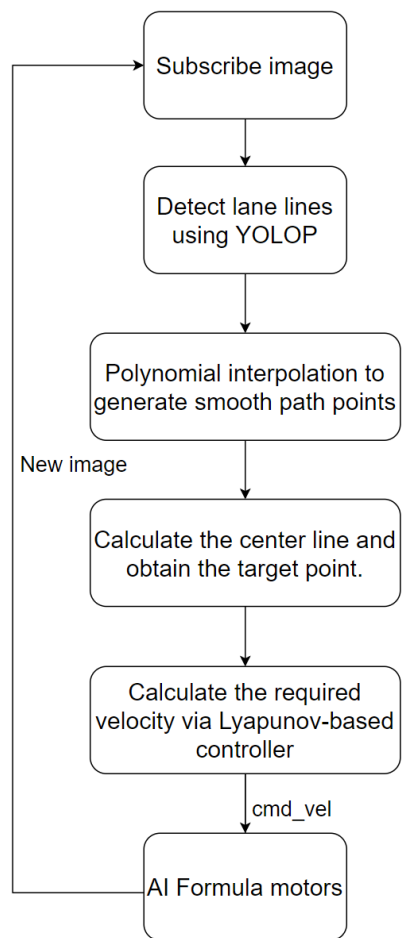 Subscribe image
Detect lane lines
using YOLOP
Polynomial interpolation to
generate smooth path points
New image
Calculate the center line and
obtain the target point.
Calculate the required
velocity via Lyapunov-based
controller
cmd_vel
AI Formula motors